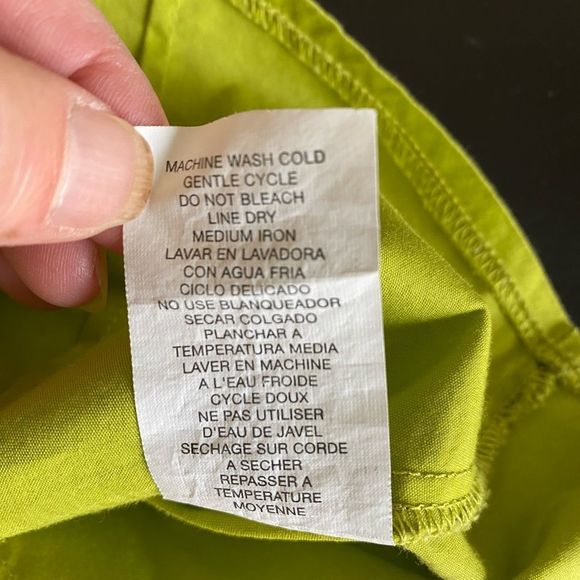 MACHINE WASH COLD
GENTLE CYCLE
DO NOT BLEACH
LINE DRY
MEDIUM IRON
LAVAR EN LAVADORA
CON AGUA FRIA
CICLO DELICADO
NO USE BLANQUEADOR
SECAR COLGADO
PLANCHAR A
TEMPERATURA MEDIA
LAVER EN MACHINE
A L'EAU FROIDE
CYCLE DOUX
NE PAS UTILISER
D'EAU DE JAVEL
SECHAGE SUR CORDE
A SECHER
REPASSER A
TEMPERATURE
MOYENNE